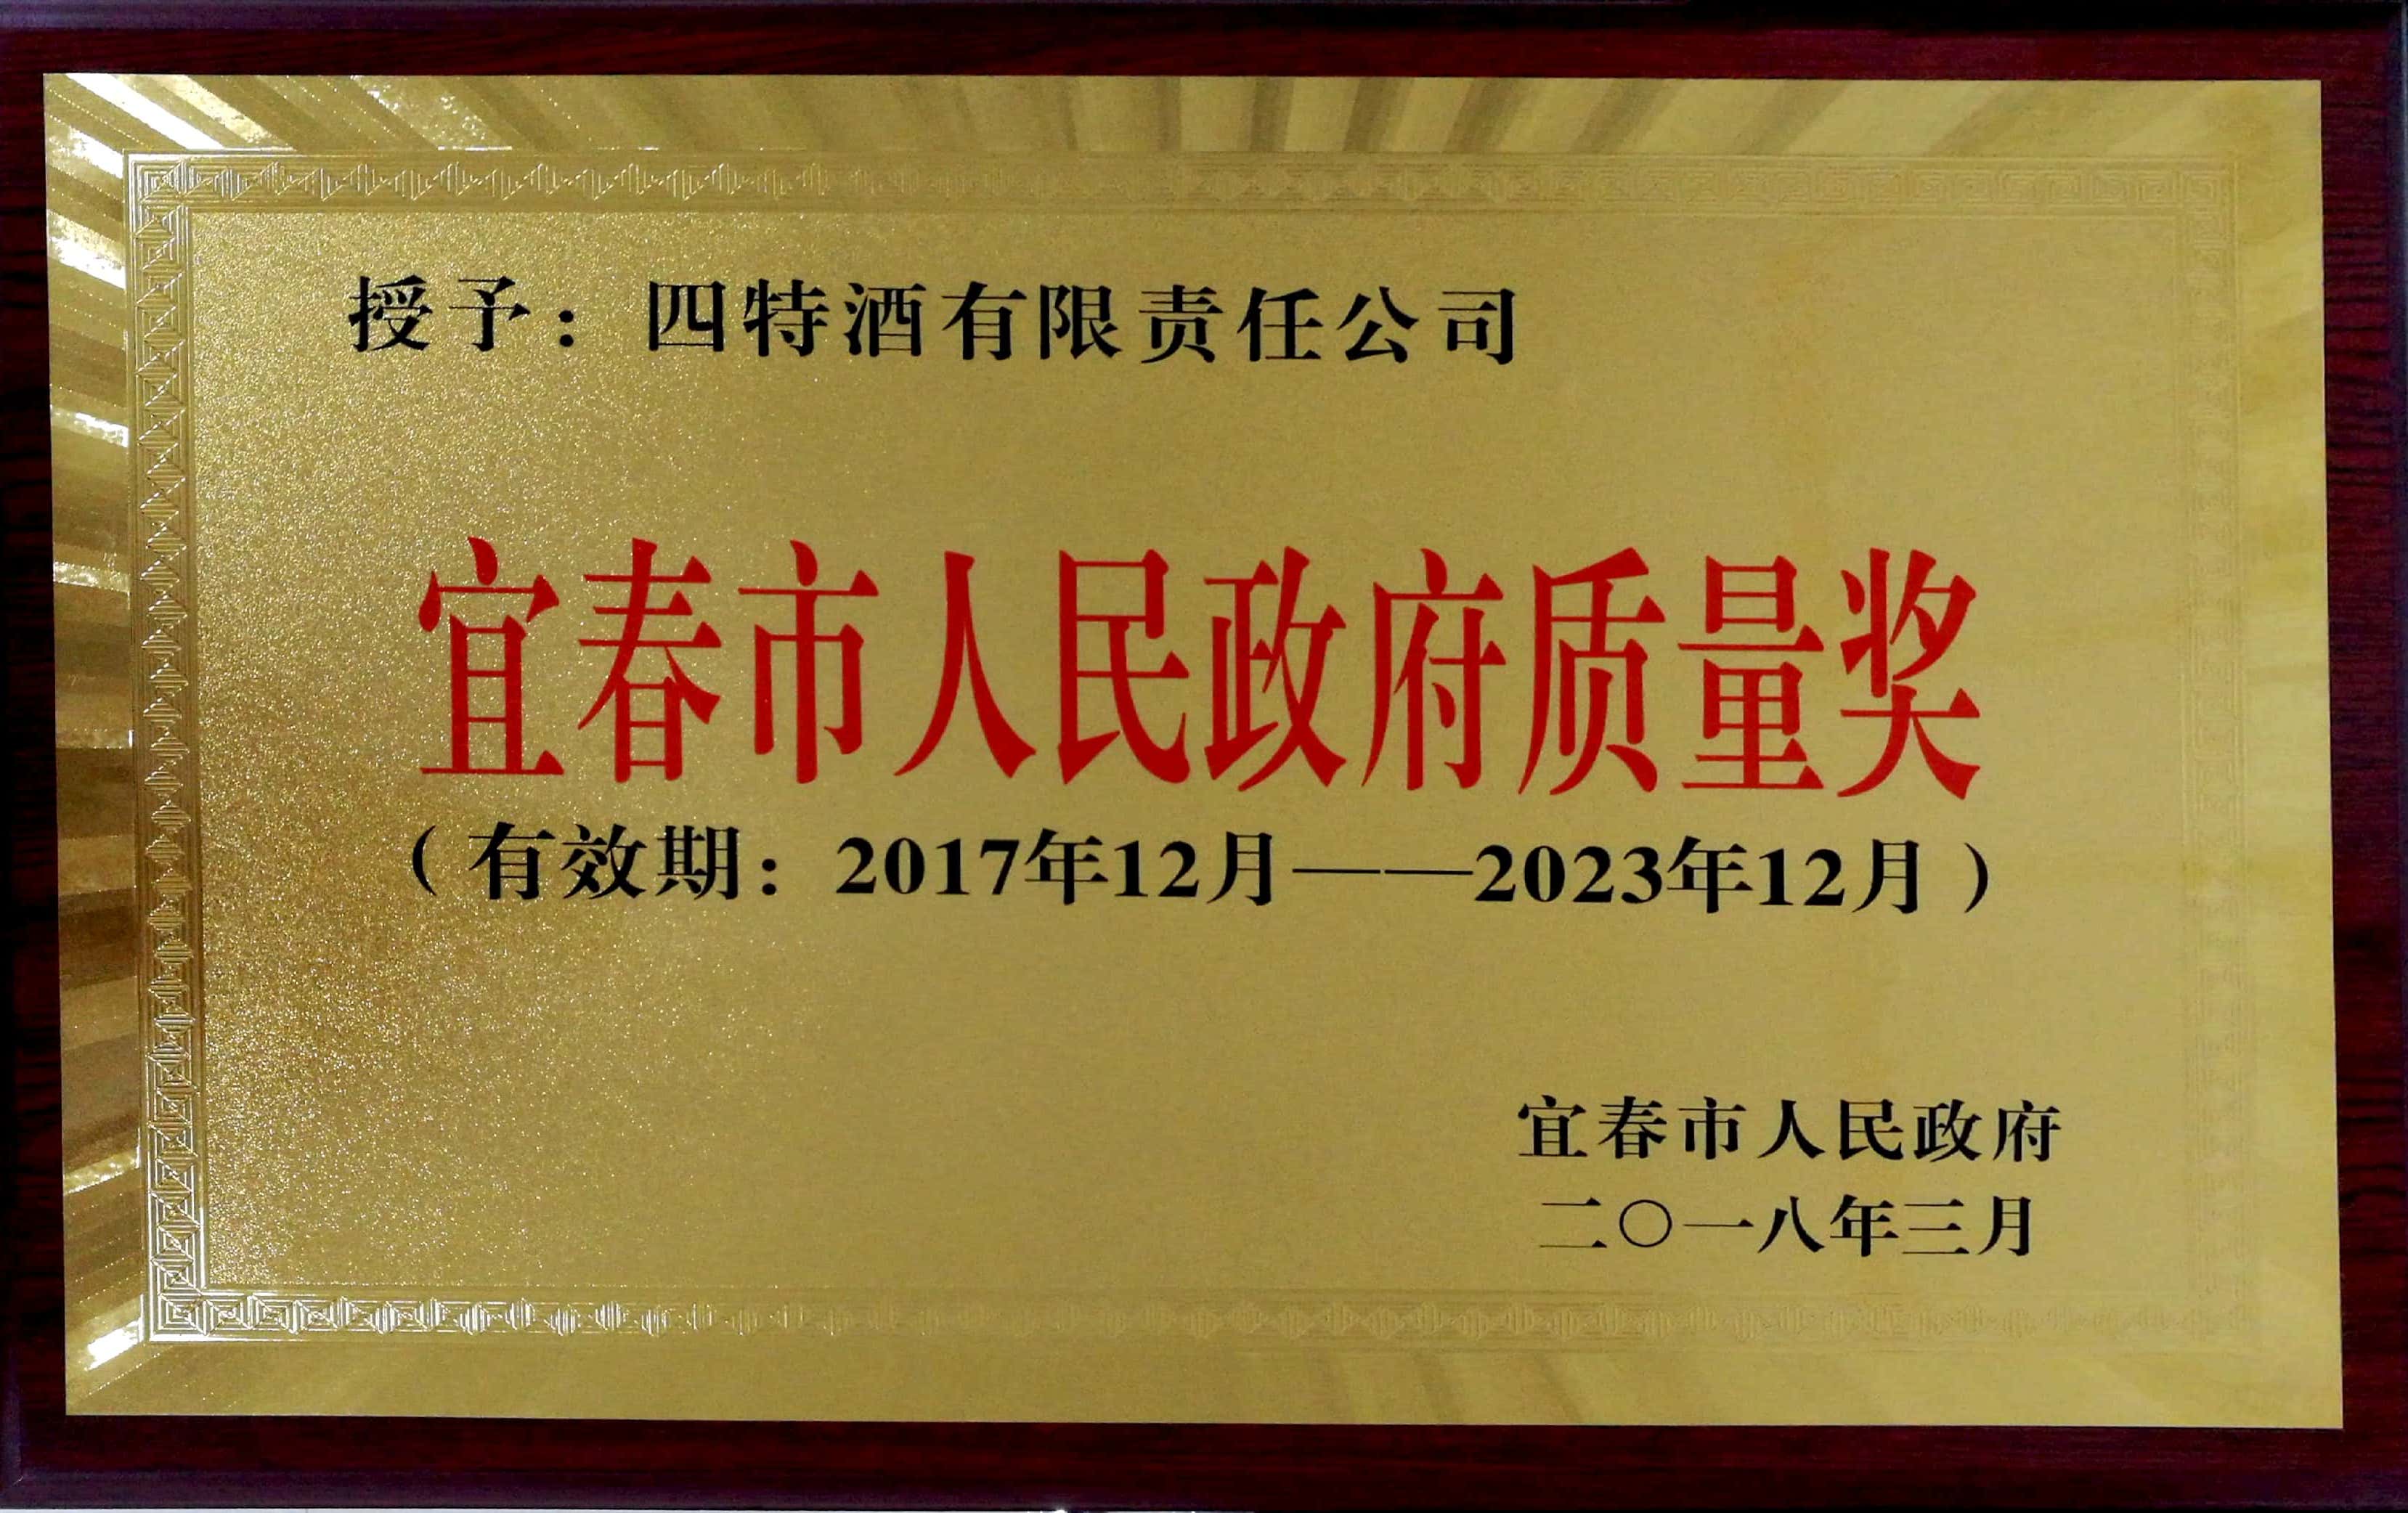 授予：四特酒有限责任公司
宜春市人民政府质量奖
（有效期：2017年12月——2023年12月）
宜春市人民政府
二〇一八年三月